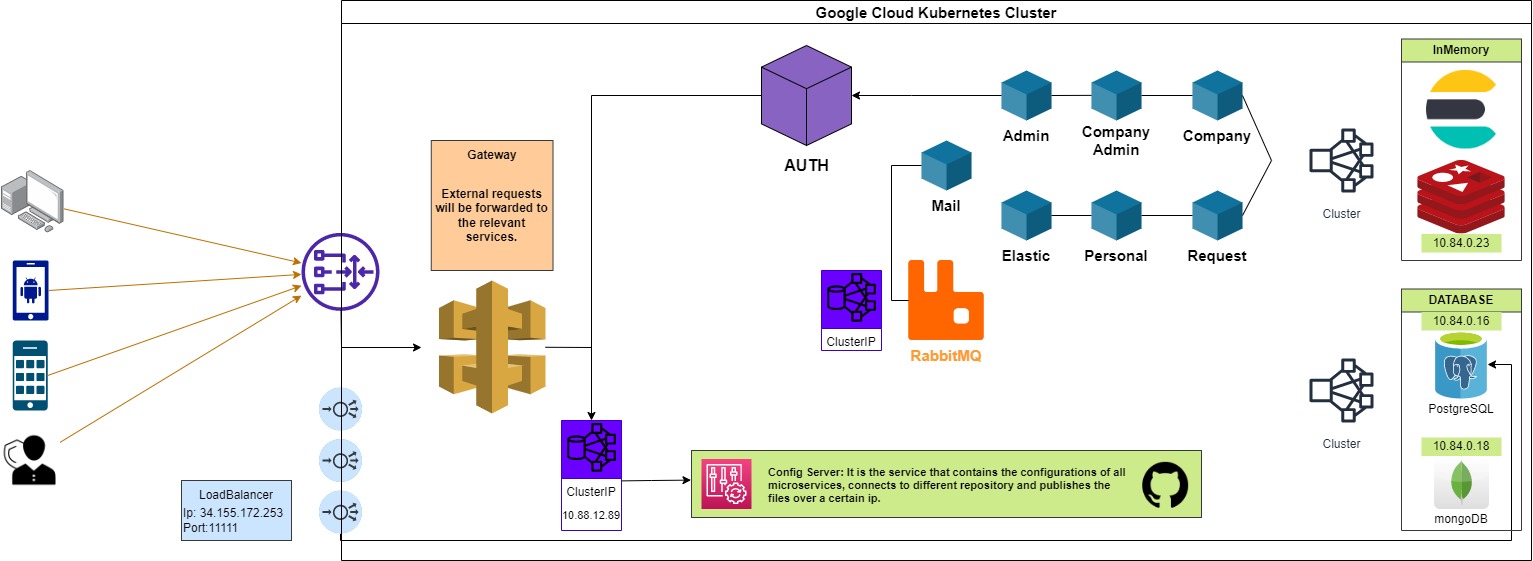 Google Cloud Kubernetes Cluster
Gateway
External requests
will be forwarded to
the relevant
services.
LoadBalancer
Ip: 34.155.172.253
Port:11111
AUTH
Admin
Company
Admin
Company
Mail
Elastic
Personal
Request
ClusterIP
RabbitMQ
ClusterIP
10.88.12.89
Config Server: It is the service that contains the configurations of all
microservices, connects to different repository and publishes the
files over a certain ip.
Cluster
Cluster
InMemory
10.84.0.23
DATABASE
10.84.0.16
PostgreSQL
10.84.0.18
mongoDB